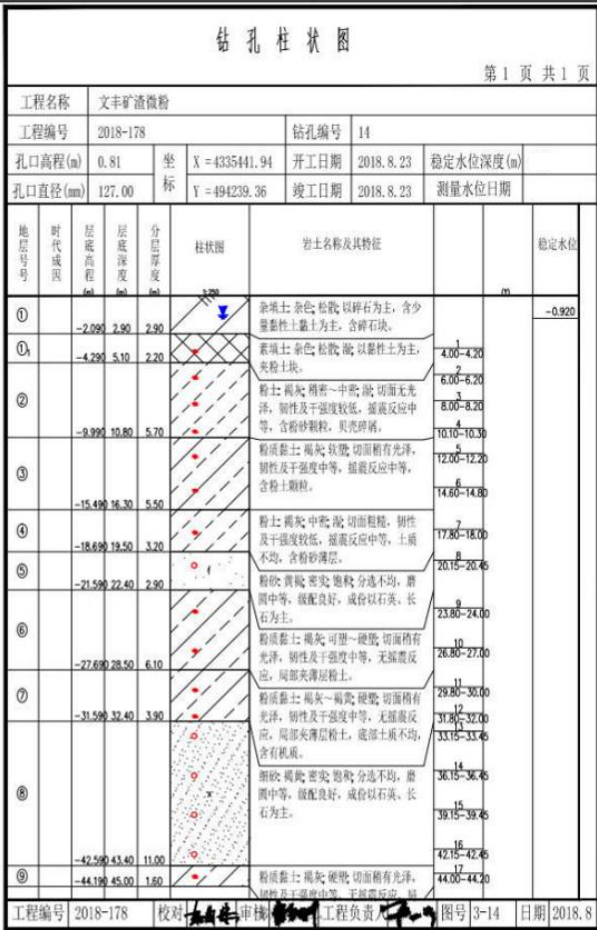 钻孔柱状图
第 1 页 共 1 页
工程名称 文丰矿渣微粉
工程编号 2018-178 钻孔编号 14
孔口高程(m) 0.81 坐标 X =4335441.94 开工日期 2018.8.23 稳定水位深度(m)
孔口直径(mm) 127.00 Y =494239.36 竣工日期 2018.8.23 测量水位日期
地层号号 时代成因 层底高程(m) 层底深度(m) 分层厚度(m) 柱状图 岩土名称及其特征 稳定水位
-0.920
① -2.090 2.90 2.90
杂填土: 杂色; 松散; 以碎石为主, 含少
量黏性土黏土为主, 含碎石块。
①₁ -4.290 5.10 2.20
素填土: 杂色; 松散; 湿; 以黏性土为主,
夹粉土块。
1
4.00-4.20
② -9.990 10.80 5.70
粉土: 褐灰; 稍密～中密; 湿; 切面无光
泽, 韧性及干强度较低, 摇震反应中
等, 含粉砂颗粒, 贝壳碎屑。
2
6.00-6.20
3
8.00-8.20
4
10.10-10.30
③ -15.490 16.30 5.50
粉质黏土: 褐灰; 软塑; 切面稍有光泽,
韧性及干强度中等, 摇震反应中等,
含粉土颗粒。
5
12.00-12.20
6
14.60-14.80
④ -18.690 19.50 3.20
粉土: 褐灰; 中密; 湿; 切面粗糙, 韧性
及干强度较低, 摇震反应中等, 土质
不均, 含粉砂薄层。
7
17.80-18.00
⑤ -21.590 22.40 2.90
粉砂: 黄褐; 密实; 饱和; 分选不均, 磨
圆中等, 级配良好, 成份以石英、长
石为主。
8
20.15-20.45
⑥ -27.690 28.50 6.10
粉质黏土: 褐灰; 可塑～硬塑; 切面稍有
光泽, 韧性及干强度中等, 无摇震反
应, 局部夹薄层粉土。
9
23.80-24.00
10
26.80-27.00
⑦ -31.590 32.40 3.90
粉质黏土: 褐灰～褐黄; 硬塑; 切面稍有
光泽, 韧性及干强度中等, 无摇震反
应, 局部夹薄层粉土, 底部土质不均,
含有机质。
11
29.80-30.00
12
31.80-32.00
⑧ -42.590 43.40 11.00
细砂: 褐黄; 密实; 饱和; 分选不均, 磨
圆中等, 级配良好, 成份以石英、长
石为主。
13
33.15-33.45
14
36.15-36.45
15
39.15-39.45
16
42.15-42.45
⑨ -44.190 45.00 1.60
粉质黏土: 褐灰; 硬塑; 切面稍有光泽,
韧性及干强度中等, 无摇震反应, 局
17
44.00-44.20
工程编号 2018-178 校对 审核 工程负责人 图号 3-14 日期 2018.8